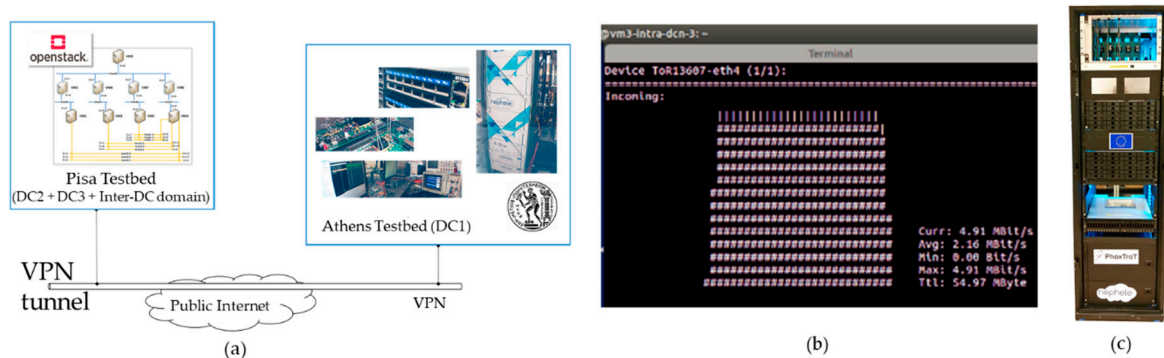 openstack.
Pisa Testbed
(DC2 + DC3 + Inter-DC domain)
nephele
Athens Testbed (DC1)
VPN
tunnel
Public Internet
VPN
(a)
@vm3-intra-dcn-3: ~
Terminal
Device ToR13607-eth4 (1/1):
Incoming:
Curr: 4.91 MBit/s
Avg: 2.16 MBit/s
Min: 0.00 Bit/s
Max: 4.91 MBit/s
Ttl: 54.97 MByte
(b)
PhoxTroT
nephele
(c)